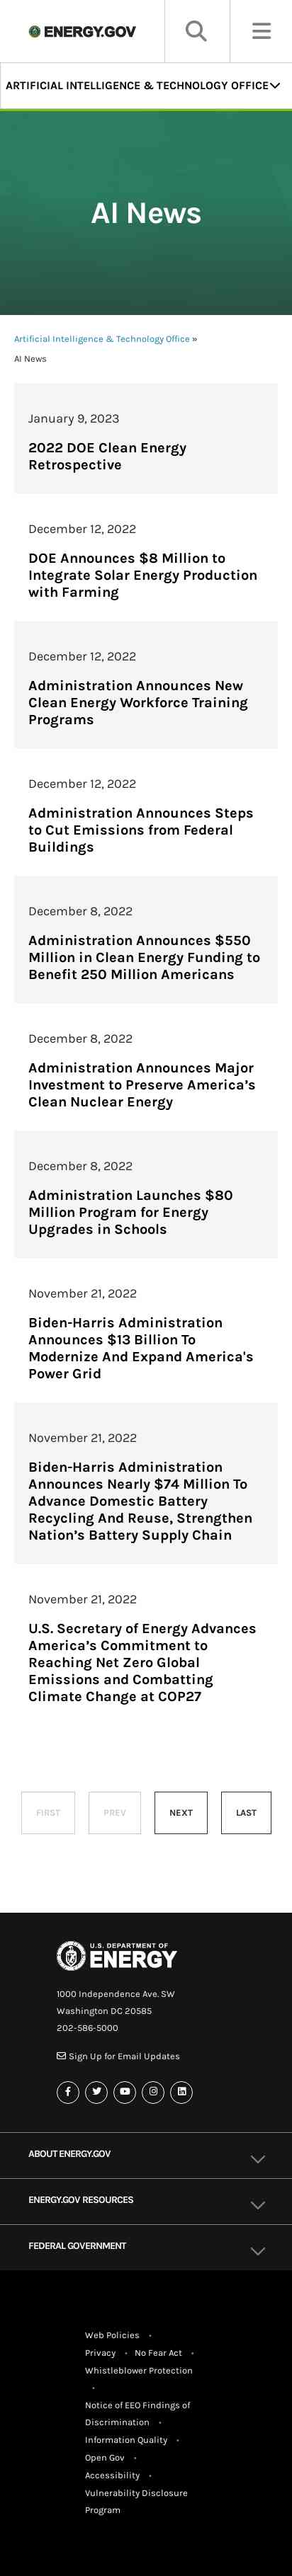 ENERGY.GOV
ARTIFICIAL INTELLIGENCE & TECHNOLOGY OFFICE
AI News
Artificial Intelligence & Technology Office »
AI News
January 9, 2023
2022 DOE Clean Energy
Retrospective
December 12, 2022
DOE Announces $8 Million to
Integrate Solar Energy Production
with Farming
December 12, 2022
Administration Announces New
Clean Energy Workforce Training
Programs
December 12, 2022
Administration Announces Steps
to Cut Emissions from Federal
Buildings
December 8, 2022
Administration Announces $550
Million in Clean Energy Funding to
Benefit 250 Million Americans
December 8, 2022
Administration Announces Major
Investment to Preserve America’s
Clean Nuclear Energy
December 8, 2022
Administration Launches $80
Million Program for Energy
Upgrades in Schools
November 21, 2022
Biden-Harris Administration
Announces $13 Billion To
Modernize And Expand America's
Power Grid
November 21, 2022
Biden-Harris Administration
Announces Nearly $74 Million To
Advance Domestic Battery
Recycling And Reuse, Strengthen
Nation’s Battery Supply Chain
November 21, 2022
U.S. Secretary of Energy Advances
America’s Commitment to
Reaching Net Zero Global
Emissions and Combatting
Climate Change at COP27
FIRST PREV NEXT LAST
U.S. DEPARTMENT OF
ENERGY
1000 Independence Ave. SW
Washington DC 20585
202-586-5000
Sign Up for Email Updates
ABOUT ENERGY.GOV
ENERGY.GOV RESOURCES
FEDERAL GOVERNMENT
Web Policies •
Privacy • No Fear Act •
Whistleblower Protection
•
Notice of EEO Findings of
Discrimination •
Information Quality •
Open Gov •
Accessibility •
Vulnerability Disclosure
Program